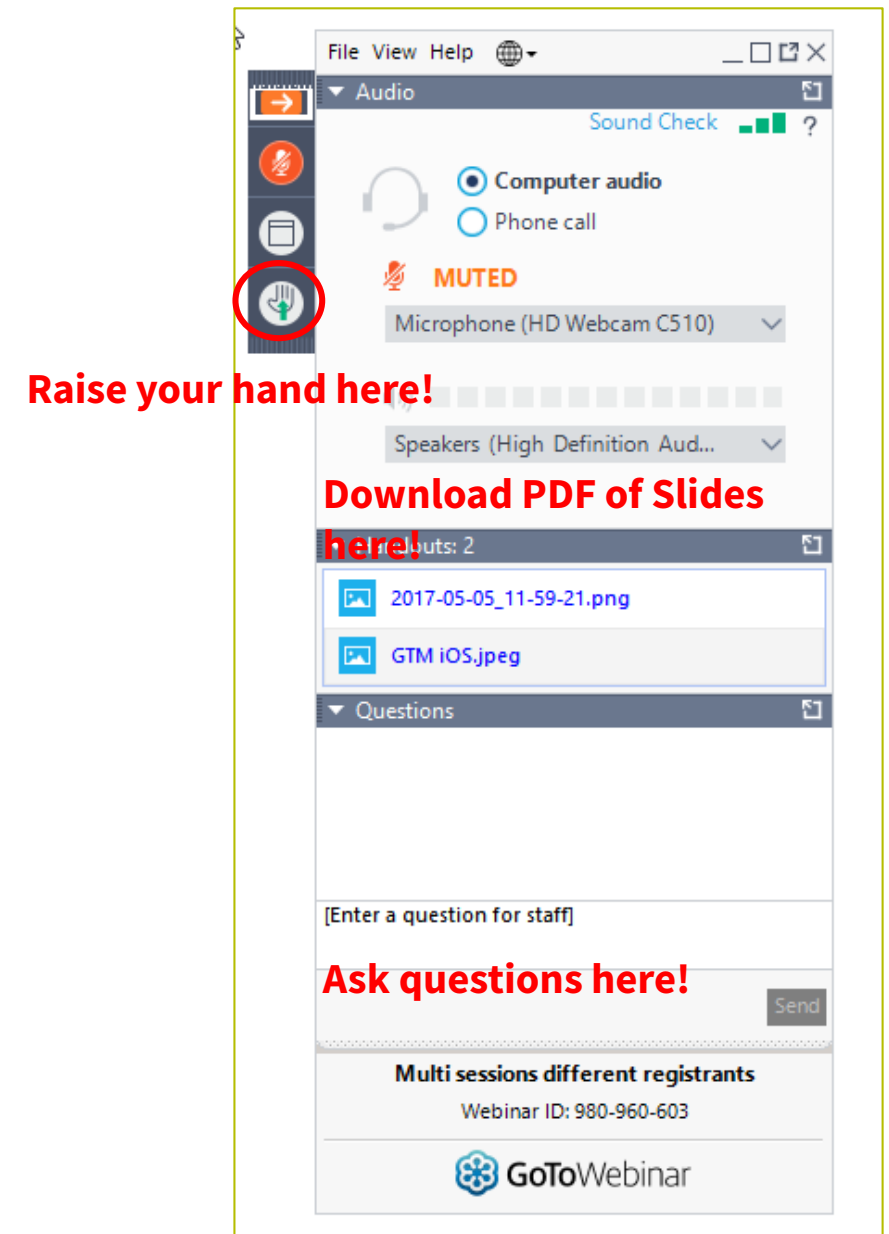 File View Help
Audio
Sound Check ?
Computer audio
Phone call
MUTED
Microphone (HD Webcam C510)
Raise your hand here!
Speakers (High Definition Aud...
Download PDF of Slides
here!
Handouts: 2
2017-05-05_11-59-21.png
GTM iOS.jpeg
Questions
[Enter a question for staff]
Ask questions here!
Send
Multi sessions different registrants
Webinar ID: 980-960-603
GoToWebinar